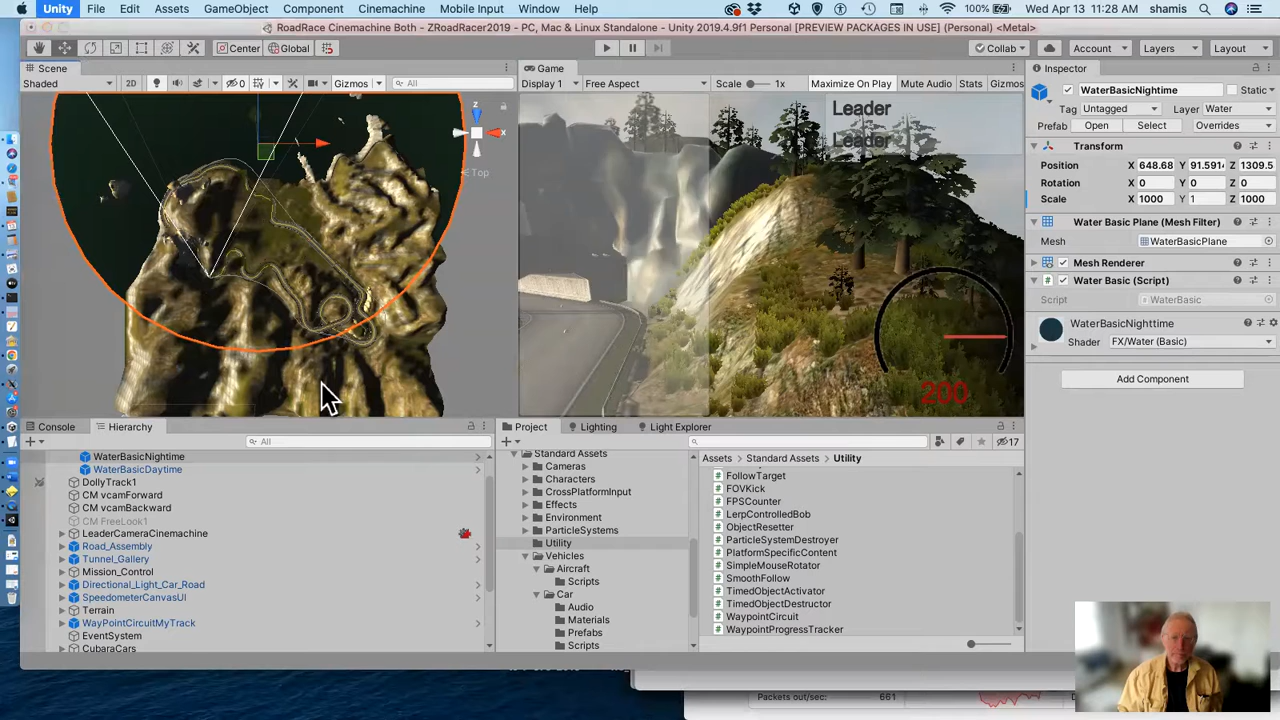 Unity File Edit Assets GameObject Component Cinemachine Mobile Input Window Help 100% Wed Apr 13 11:28 AM shamis
RoadRace Cinemachine Both - ZRoadRacer2019 - PC, Mac & Linux Standalone - Unity 2019.4.9f1 Personal [PREVIEW PACKAGES IN USE] (Personal) <Metal>
Center Global Collab Account Layers Layout
Scene
Shaded 2D 0 Gizmos All
z
x
Top
Game
Display 1 Free Aspect Scale 1x Maximize On Play Mute Audio Stats Gizmos
Leader
Leader
200
Inspector
WaterBasicNightime Static
Tag Untagged Layer Water
Prefab Open Select Overrides
Transform
Position X 648.68 Y 91.5914 Z 1309.5
Rotation X 0 Y 0 Z 0
Scale X 1000 Y 1 Z 1000
Water Basic Plane (Mesh Filter)
Mesh WaterBasicPlane
Mesh Renderer
Water Basic (Script)
Script WaterBasic
WaterBasicNighttime
Shader FX/Water (Basic)
Add Component
Console Hierarchy
All
WaterBasicNightime
WaterBasicDaytime
DollyTrack1
CM vcamForward
CM vcamBackward
CM FreeLook1
LeaderCameraCinemachine
Road_Assembly
Tunnel_Gallery
Mission_Control
Directional_Light_Car_Road
SpeedometerCanvasUI
Terrain
WayPointCircuitMyTrack
EventSystem
CubaraCars
Project Lighting Light Explorer
17
Standard Assets
Cameras
Characters
CrossPlatformInput
Effects
Environment
ParticleSystems
Utility
Vehicles
Aircraft
Scripts
Car
Audio
Materials
Prefabs
Scripts
Assets > Standard Assets > Utility
FollowTarget
FOVKick
FPSCounter
LerpControlledBob
ObjectResetter
ParticleSystemDestroyer
PlatformSpecificContent
SimpleMouseRotator
SmoothFollow
TimedObjectActivator
TimedObjectDestructor
WaypointCircuit
WaypointProgressTracker
Packets out/sec: 661